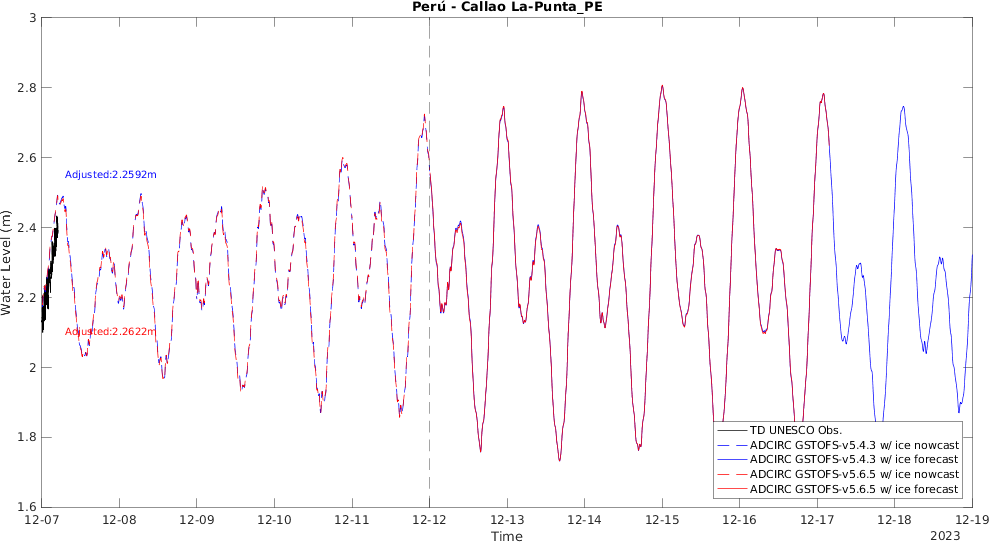 Perú - Callao La-Punta_PE
3
2.8
2.6
2.4
2.2
2
1.8
1.6
Water Level (m)
Adjusted:2.2592m
Adjusted:2.2622m
TD UNESCO Obs.
ADCIRC GSTOFS-v5.4.3 w/ ice nowcast
ADCIRC GSTOFS-v5.4.3 w/ ice forecast
ADCIRC GSTOFS-v5.6.5 w/ ice nowcast
ADCIRC GSTOFS-v5.6.5 w/ ice forecast
12-07 12-08 12-09 12-10 12-11 12-12 12-13 12-14 12-15 12-16 12-17 12-18 12-19
Time
2023